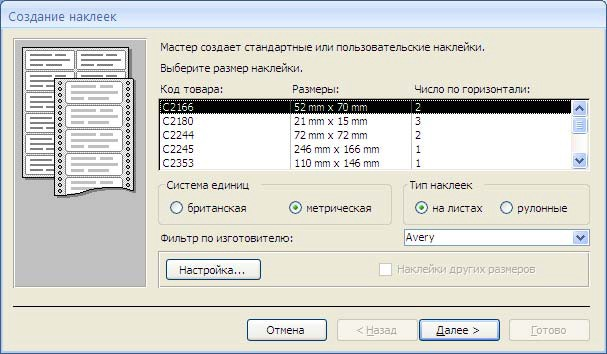 Создание наклеек
Мастер создает стандартные или пользовательские наклейки.
Выберите размер наклейки.
Код товара: Размеры: Число по горизонтали:
C2166 52 mm x 70 mm 2
C2180 21 mm x 15 mm 3
C2244 72 mm x 72 mm 2
C2245 246 mm x 166 mm 1
C2353 110 mm x 146 mm 1
Система единиц Тип наклеек
британская метрическая на листах рулонные
Фильтр по изготовителю: Avery
Настройка... Наклейки других размеров
Отмена < Назад Далее > Готово